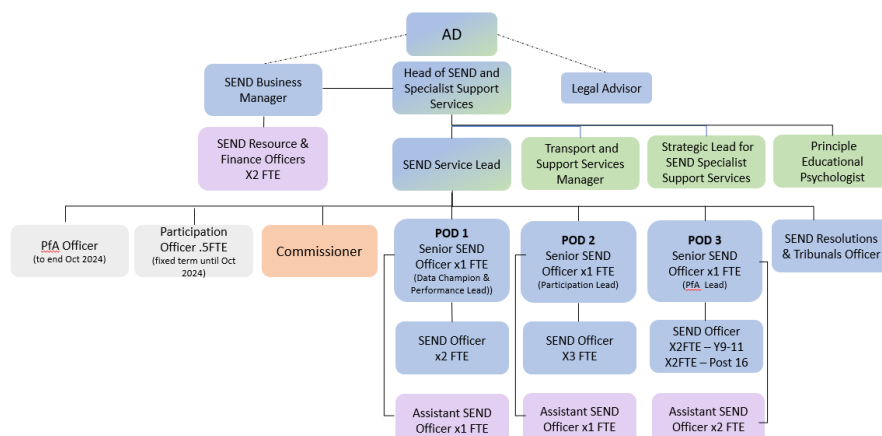 AD
SEND Business
Manager
Head of SEND and
Specialist Support
Services
Legal Advisor
SEND Resource &
Finance Officers
X2 FTE
SEND Service Lead
Transport and
Support Services
Manager
Strategic Lead for
SEND Specialist
Support Services
Principle
Educational
Psychologist
PfA Officer
(to end Oct 2024)
Participation
Officer .5FTE
(fixed term until Oct
2024)
Commissioner
POD 1
Senior SEND
Officer x1 FTE
(Data Champion &
Performance Lead))
POD 2
Senior SEND
Officer x1 FTE
(Participation Lead)
POD 3
Senior SEND
Officer x1 FTE
(PfA Lead)
SEND Resolutions
& Tribunals Officer
SEND Officer
x2 FTE
SEND Officer
X3 FTE
SEND Officer
X2FTE – Y9-11
X2FTE – Post 16
Assistant SEND
Officer x1 FTE
Assistant SEND
Officer x1 FTE
Assistant SEND
Officer x2 FTE